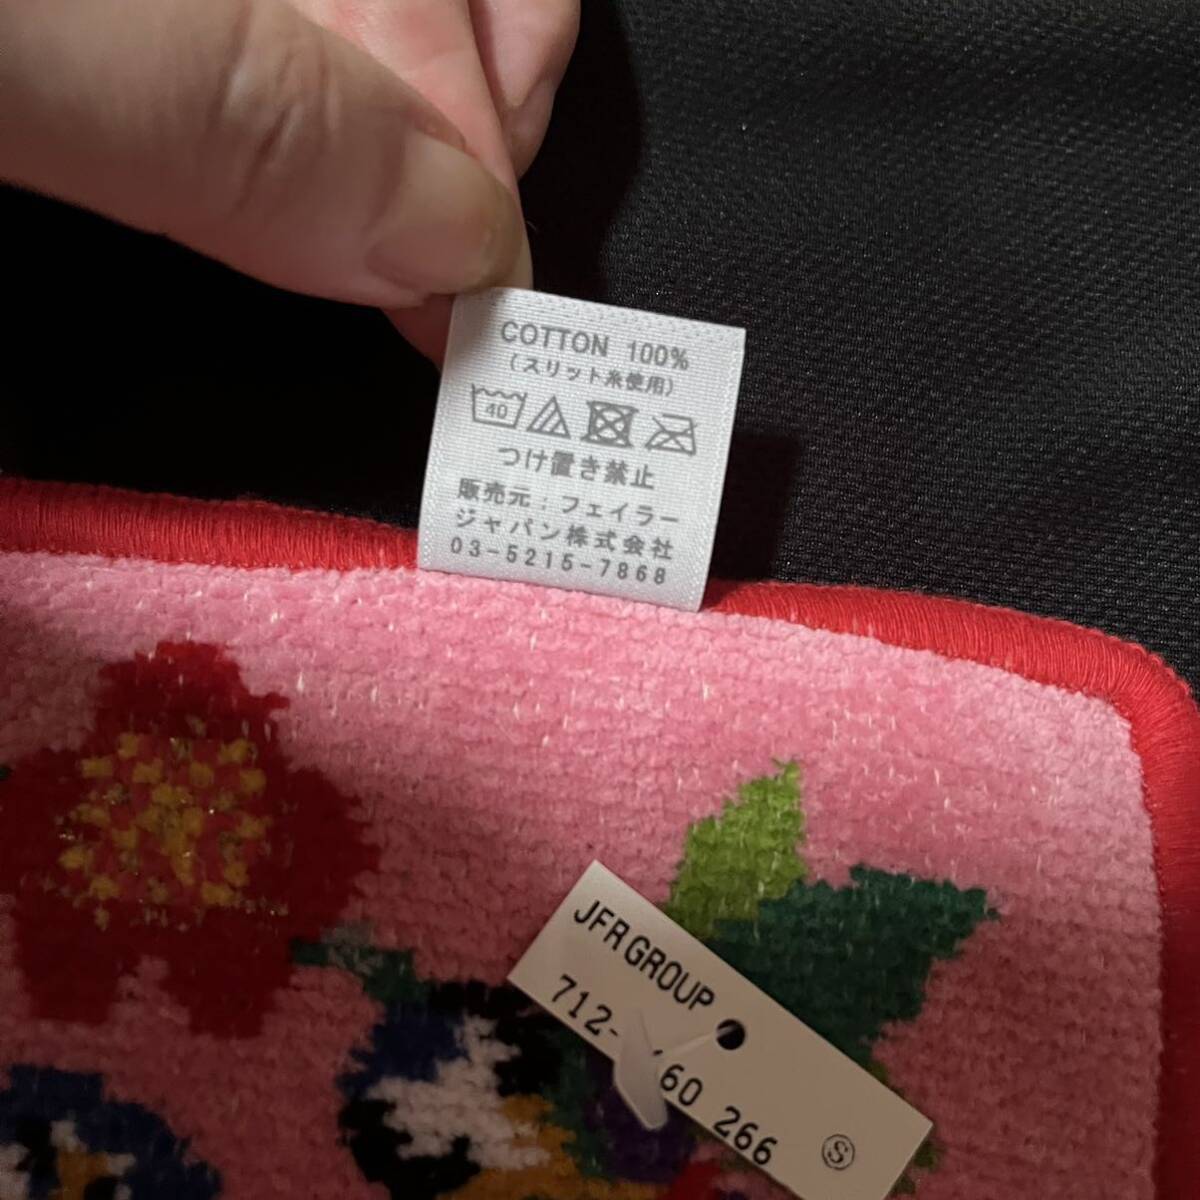 COTTON 100%
(スリット糸使用)
40
つけ置き禁止
販売元:フェイラー
ジャパン株式会社
03-5215-7868
JFR GROUP
712- 60 266
Ⓢ